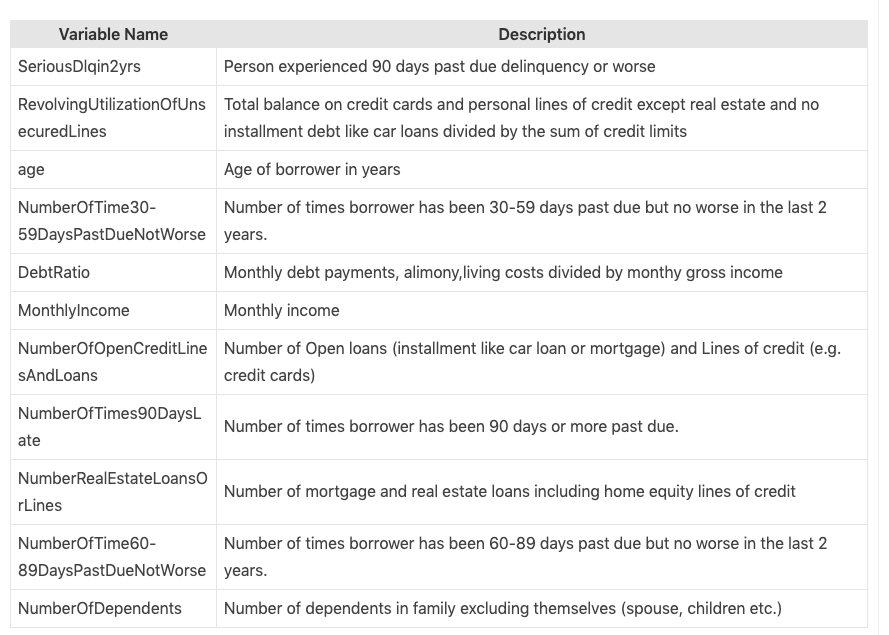 Variable Name Description
SeriousDlqin2yrs Person experienced 90 days past due delinquency or worse
RevolvingUtilizationOfUns
ecuredLines
Total balance on credit cards and personal lines of credit except real estate and no
installment debt like car loans divided by the sum of credit limits
age Age of borrower in years
NumberOfTime30-
59DaysPastDueNotWorse
Number of times borrower has been 30-59 days past due but no worse in the last 2
years.
DebtRatio Monthly debt payments, alimony,living costs divided by monthy gross income
MonthlyIncome Monthly income
NumberOfOpenCreditLine
sAndLoans
Number of Open loans (installment like car loan or mortgage) and Lines of credit (e.g.
credit cards)
NumberOfTimes90DaysL
ate
Number of times borrower has been 90 days or more past due.
NumberRealEstateLoansO
rLines
Number of mortgage and real estate loans including home equity lines of credit
NumberOfTime60-
89DaysPastDueNotWorse
Number of times borrower has been 60-89 days past due but no worse in the last 2
years.
NumberOfDependents Number of dependents in family excluding themselves (spouse, children etc.)